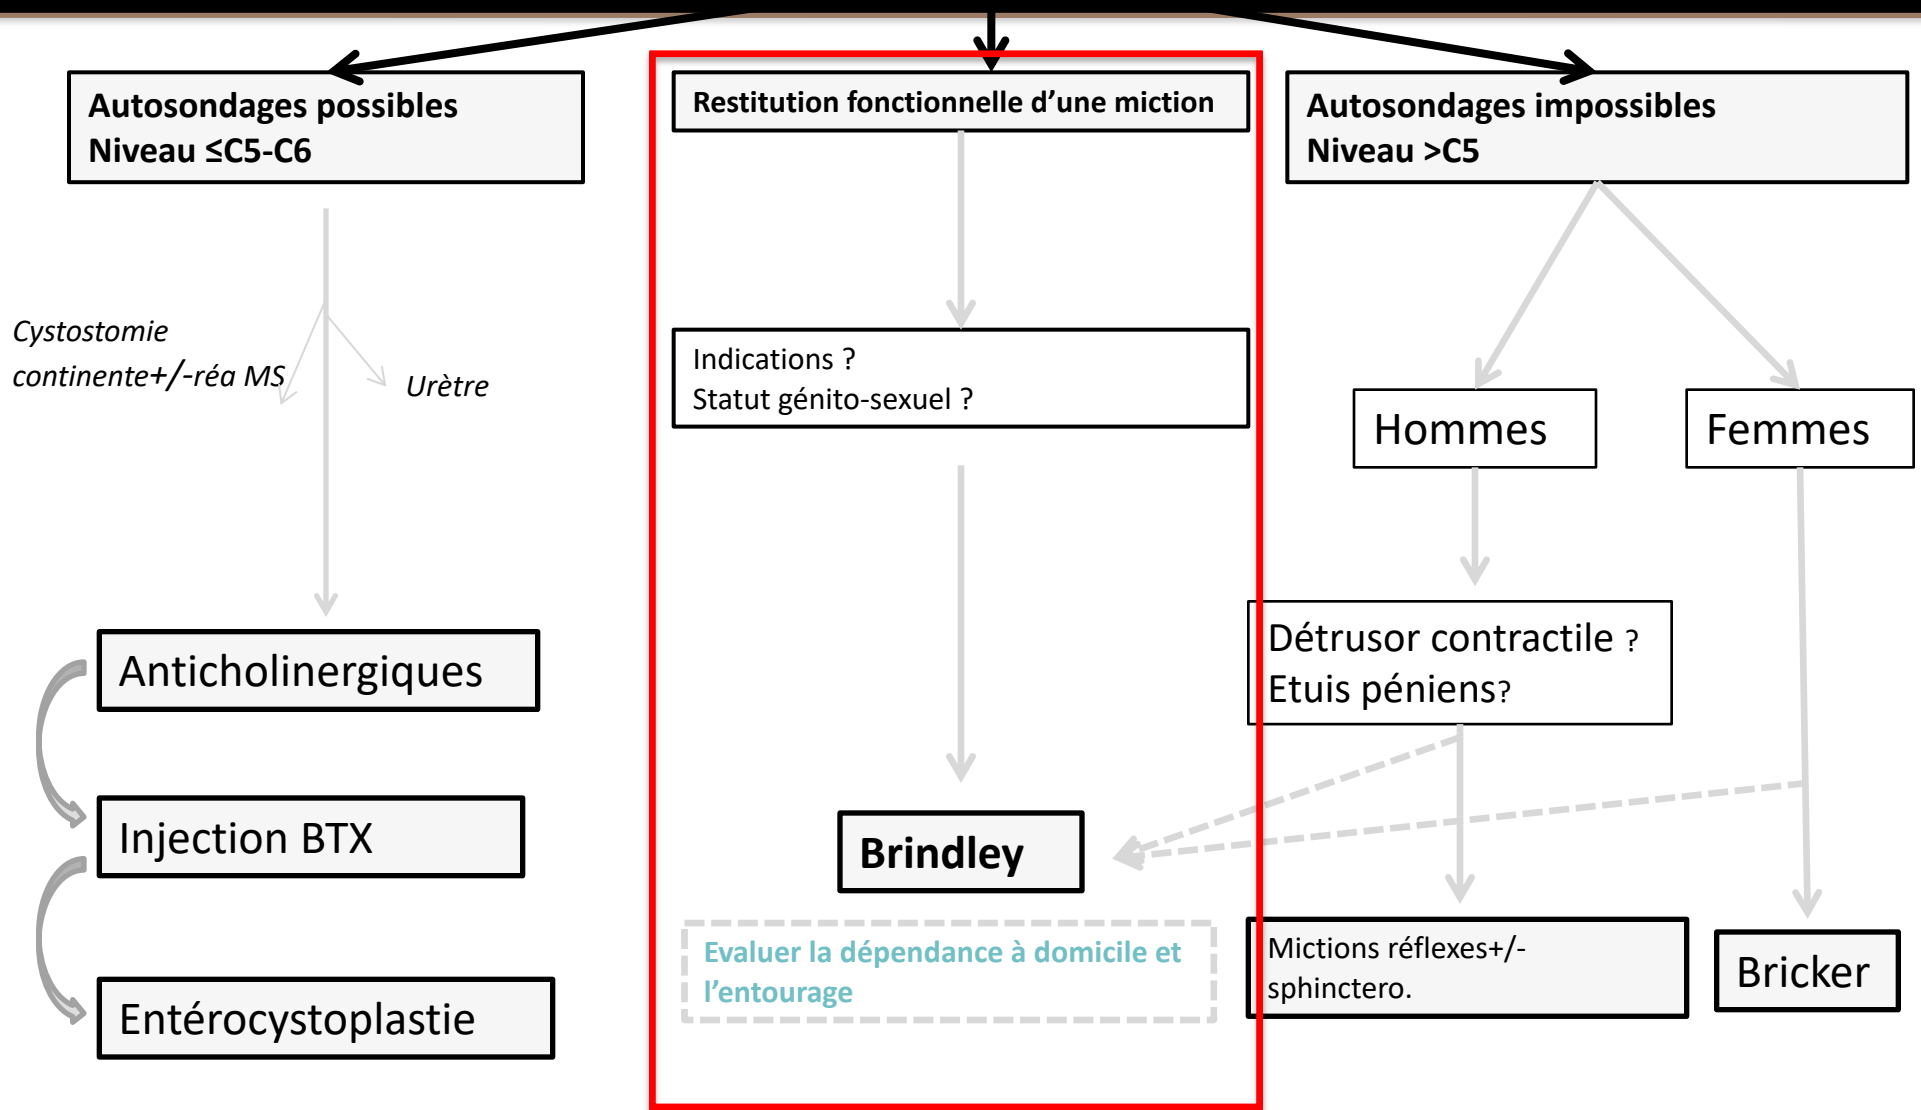 Autosondages possibles
Niveau ≤C5-C6
Restitution fonctionnelle d’une miction
Autosondages impossibles
Niveau >C5
Cystostomie
continente+/-réa MS
Urètre
Indications ?
Statut génito-sexuel ?
Hommes
Femmes
Détrusor contractile ?
Etuis péniens?
Anticholinergiques
Injection BTX
Entérocystoplastie
Brindley
Evaluer la dépendance à domicile et
l’entourage
Mictions réflexes+/-
sphinctero.
Bricker